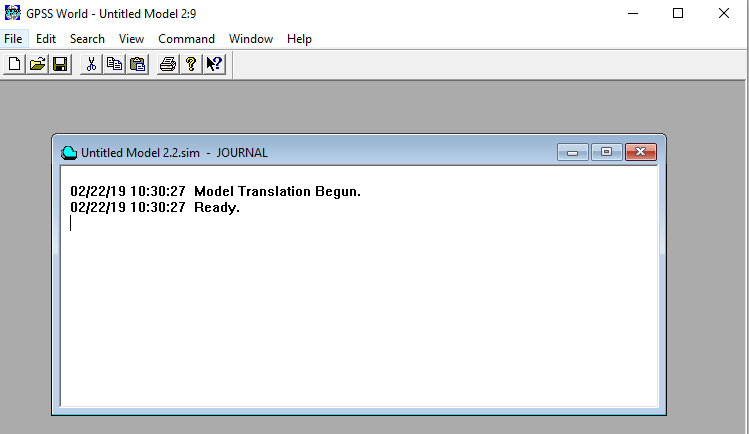 GPSS World - Untitled Model 2:9
File Edit Search View Command Window Help
Untitled Model 2.2.sim - JOURNAL
02/22/19 10:30:27 Model Translation Begun.
02/22/19 10:30:27 Ready.